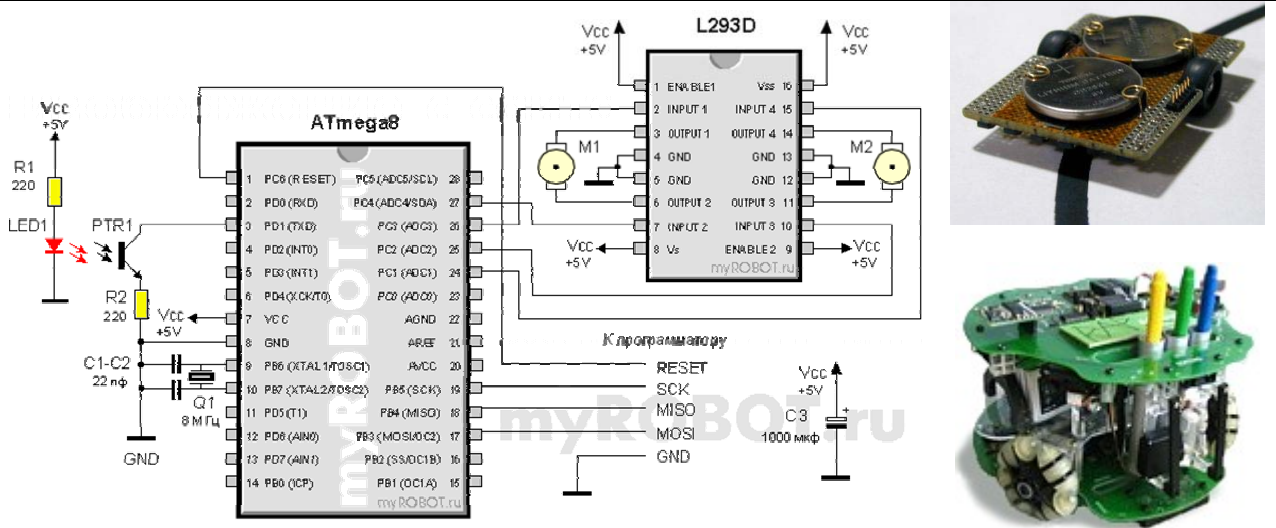 L293D
Vcc
+5V
Vcc
+5V
1 ENABLE1 Vss 16
2 INPUT 1 INPUT 4 15
3 OUTPUT 1 OUTPUT 4 14
4 GND GND 13
5 GND GND 12
6 OUTPUT 2 OUTPUT 3 11
7 INPUT 2 INPUT 3 10
8 Vs ENABLE 2 9
myROBOT.ru
M1
M2
Vcc
+5V
Vcc
+5V
ATmega8
1 PC6 (RESET) PC5 (ADC5/SCL) 28
2 PD0 (RXD) PC4 (ADC4/SDA) 27
3 PD1 (TXD) PC3 (ADC3) 26
4 PD2 (INT0) PC2 (ADC2) 25
5 PD3 (INT1) PC1 (ADC1) 24
6 PD4 (XCK/T0) PC0 (ADC0) 23
7 VCC AGND 22
8 GND AREF 21
9 PB6 (XTAL1/TOSC1) AVCC 20
10 PB7 (XTAL2/TOSC2) PB5 (SCK) 19
11 PD5 (T1) PB4 (MISO) 18
12 PD6 (AIN0) PB3 (MOSI/OC2) 17
13 PD7 (AIN1) PB2 (SS/OC1B) 16
14 PB0 (ICP) PB1 (OC1A) 15
myROBOT.ru
myROBOT.ru
Vcc
+5V
R1
220
LED1
PTR1
R2
220
Vcc
+5V
C1-C2
22 пф
Q1
8 МГц
GND
К программатору
RESET
SCK
MISO
MOSI
GND
Vcc
+5V
C3
+
1000 мкф
myROBOT.ru